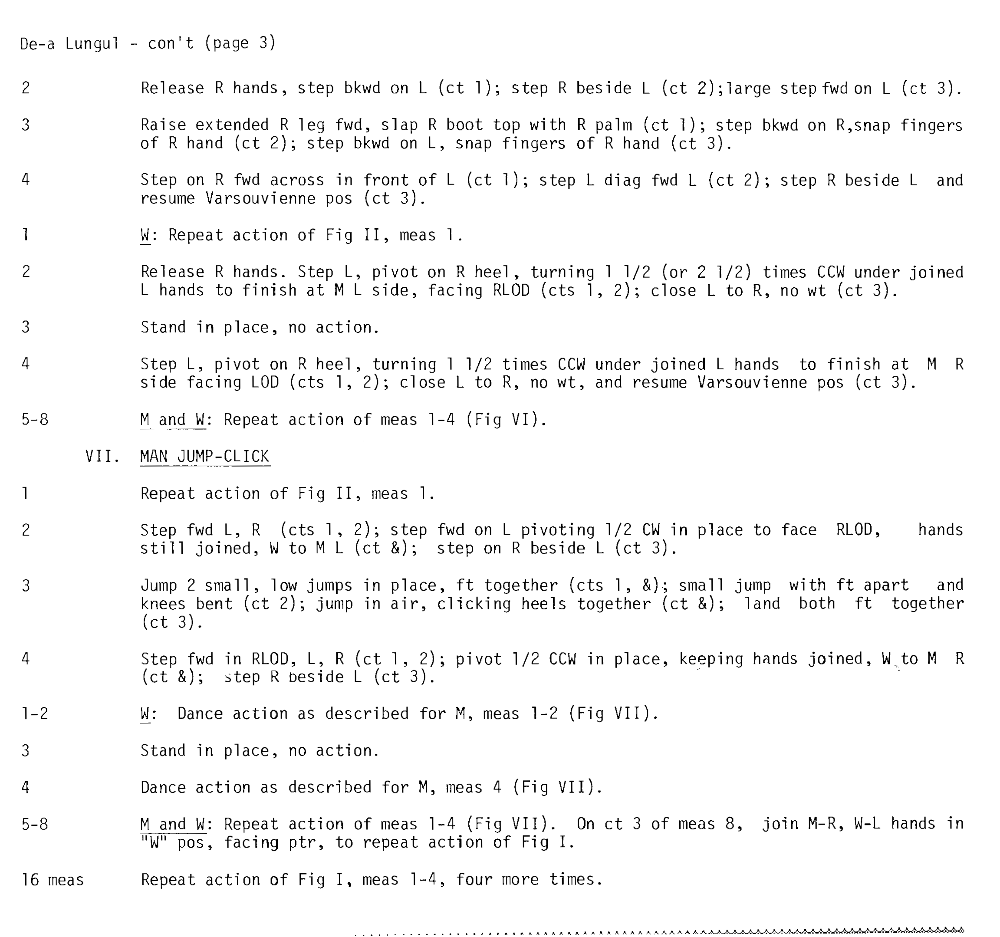 De-a Lungul - con't (page 3)
2 Release R hands, step bkwd on L (ct 1); step R beside L (ct 2);large step fwd on L (ct 3).
3 Raise extended R leg fwd, slap R boot top with R palm (ct 1); step bkwd on R,snap fingers
of R hand (ct 2); step bkwd on L, snap fingers of R hand (ct 3).
4 Step on R fwd across in front of L (ct 1); step L diag fwd L (ct 2); step R beside L and
resume Varsouvienne pos (ct 3).
1 W: Repeat action of Fig II, meas 1.
2 Release R hands. Step L, pivot on R heel, turning 1 1/2 (or 2 1/2) times CCW under joined
L hands to finish at M L side, facing RLOD (cts 1, 2); close L to R, no wt (ct 3).
3 Stand in place, no action.
4 Step L, pivot on R heel, turning 1 1/2 times CCW under joined L hands to finish at M R
side facing LOD (cts 1, 2); close L to R, no wt, and resume Varsouvienne pos (ct 3).
5-8 M and W: Repeat action of meas 1-4 (Fig VI).
VII. MAN JUMP-CLICK
1 Repeat action of Fig II, meas 1.
2 Step fwd L, R (cts 1, 2); step fwd on L pivoting 1/2 CW in place to face RLOD, hands
still joined, W to M L (ct &); step on R beside L (ct 3).
3 Jump 2 small, low jumps in place, ft together (cts 1, &); small jump with ft apart and
knees bent (ct 2); jump in air, clicking heels together (ct &); land both ft together
(ct 3).
4 Step fwd in RLOD, L, R (ct 1, 2); pivot 1/2 CCW in place, keeping hands joined, W to M R
(ct &); step R beside L (ct 3).
1-2 W: Dance action as described for M, meas 1-2 (Fig VII).
3 Stand in place, no action.
4 Dance action as described for M, meas 4 (Fig VII).
5-8 M and W: Repeat action of meas 1-4 (Fig VII). On ct 3 of meas 8, join M-R, W-L hands in
"W" pos, facing ptr, to repeat action of Fig I.
16 meas Repeat action of Fig I, meas 1-4, four more times.